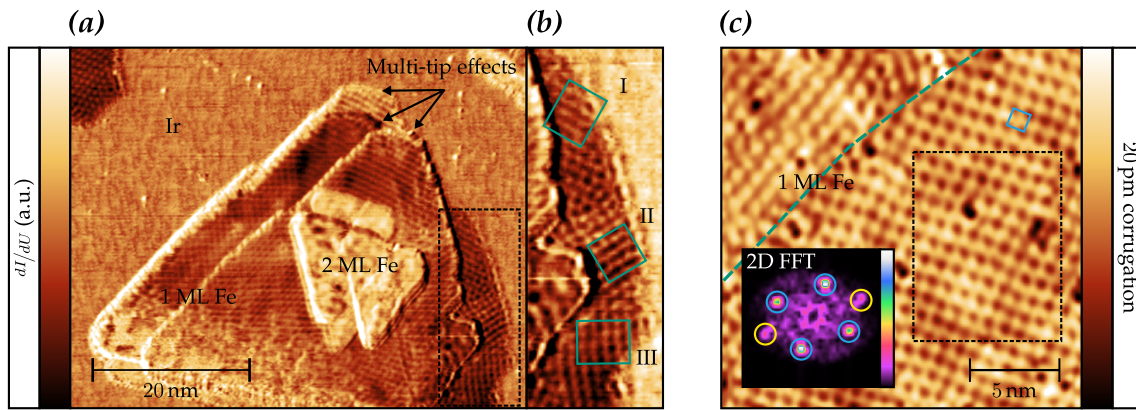 (a)
(b)
(c)
dI/dU (a.u.)
Multi-tip effects
Ir
1 ML Fe
2 ML Fe
20 nm
I
II
III
1 ML Fe
2D FFT
5 nm
20 pm corrugation